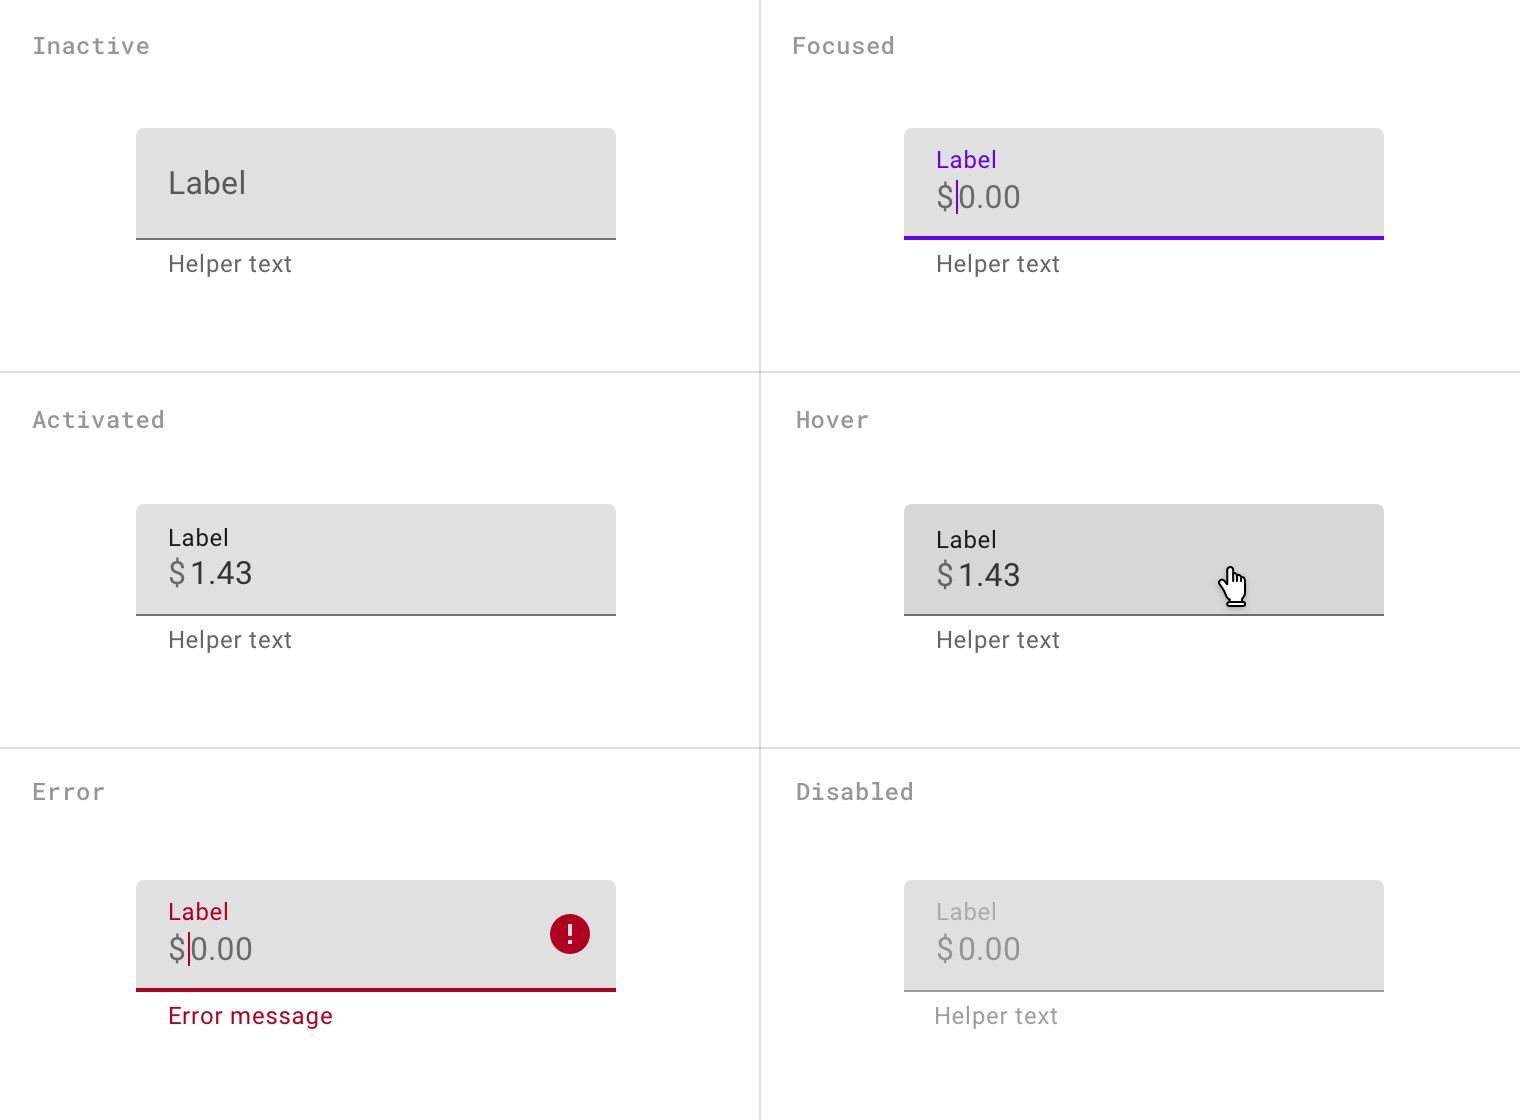 Inactive
Label
Helper text
Focused
Label
$0.00
Helper text
Activated
Label
$ 1.43
Helper text
Hover
Label
$ 1.43
Helper text
Error
Label
$0.00
!
Error message
Disabled
Label
$ 0.00
Helper text